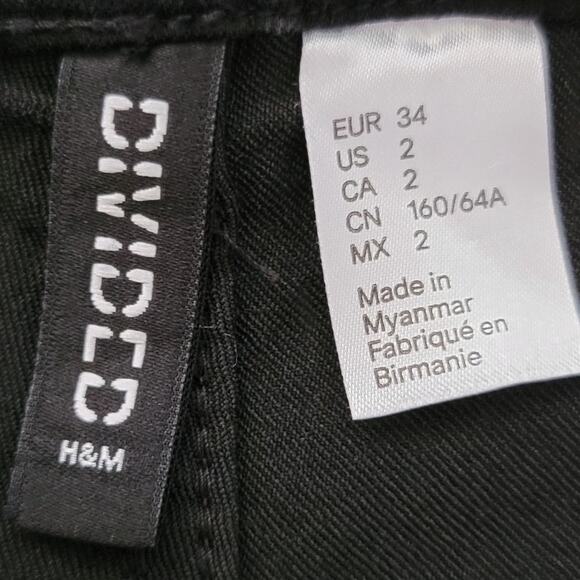 DIVIDED
H&M
EUR 34
US 2
CA 2
CN 160/64A
MX 2
Made in
Myanmar
Fabriqué en
Birmanie